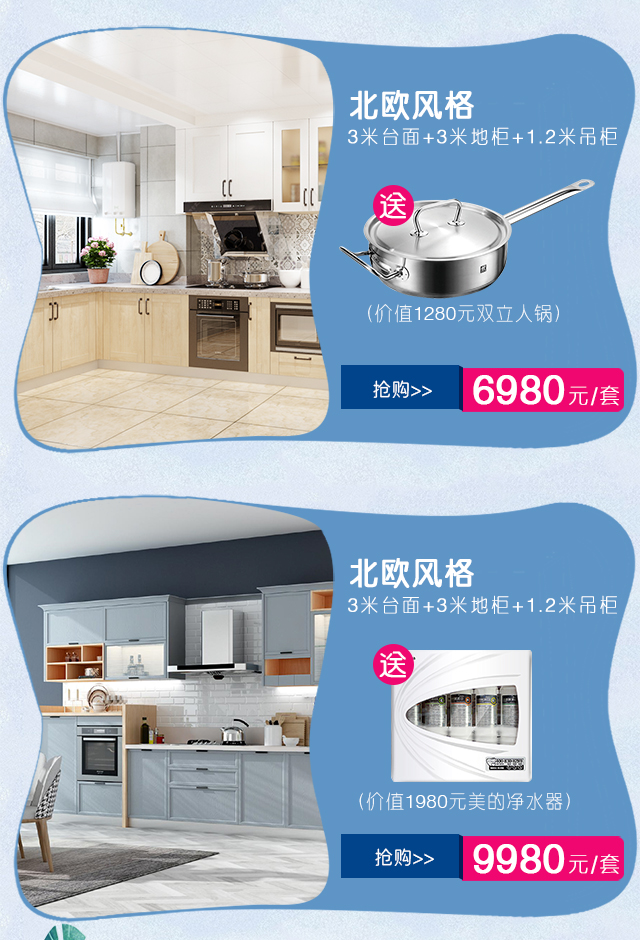 北欧风格
3米台面+3米地柜+1.2米吊柜
送
(价值1280元双立人锅)
抢购>>
6980元/套
北欧风格
3米台面+3米地柜+1.2米吊柜
送
(价值1980元美的净水器)
抢购>>
9980元/套